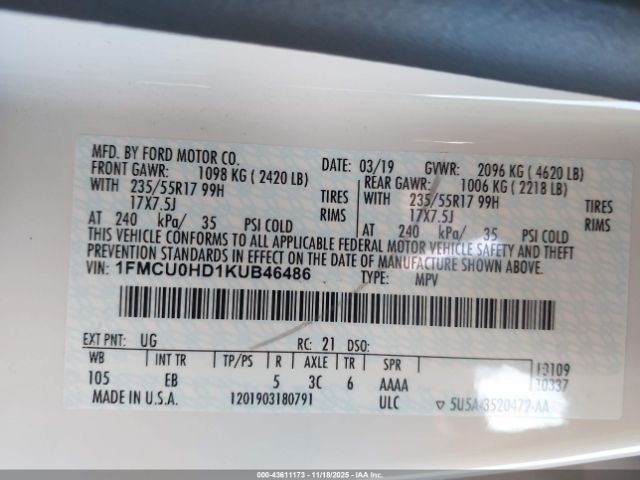 MFD. BY FORD MOTOR CO. DATE: 03/19 GVWR: 2096 KG ( 4620 LB)
FRONT GAWR: 1098 KG ( 2420 LB) REAR GAWR: 1006 KG ( 2218 LB)
WITH 235/55R17 99H TIRES WITH 235/55R17 99H TIRES
17X7.5J RIMS 17X7.5J RIMS
AT 240 kPa/ 35 PSI COLD AT 240 kPa/ 35 PSI COLD
THIS VEHICLE CONFORMS TO ALL APPLICABLE FEDERAL MOTOR VEHICLE SAFETY AND THEFT
PREVENTION STANDARDS IN EFFECT ON THE DATE OF MANUFACTURE SHOWN ABOVE.
VIN: 1FMCU0HD1KUB46486 TYPE: MPV
EXT PNT: UG RC: 21 DSO:
WB INT TR TP/PS R AXLE TR SPR 13109
105 EB 5 3C 6 AAAA 10337
MADE IN U.S.A. 1201903180791 ULC ▽ 5U5A-3520472-AA
000-43611173 | 11/18/2025 | IAA, Inc.